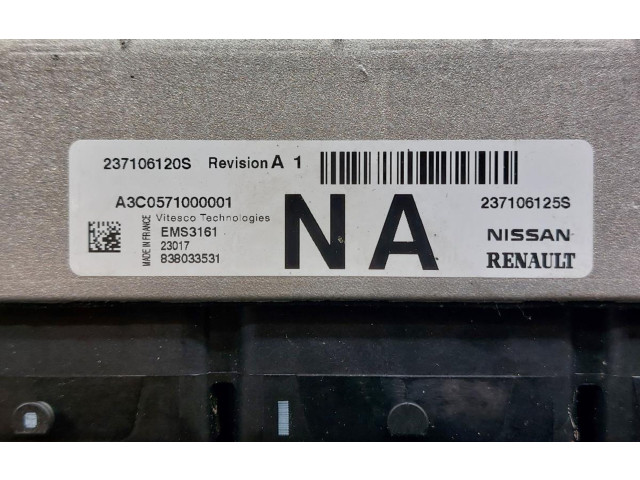 237106120S Revision A 1
A3C0571000001
237106125S
MADE IN FRANCE
Vitesco Technologies
EMS3161
23017
838033531
NA
NISSAN
RENAULT